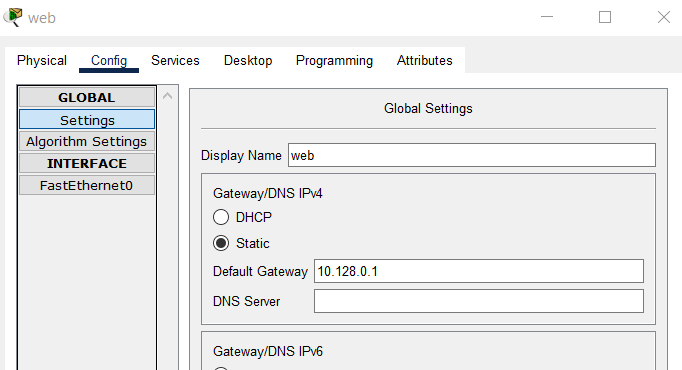 web
Physical Config Services Desktop Programming Attributes
GLOBAL
Settings
Algorithm Settings
INTERFACE
FastEthernet0
Global Settings
Display Name web
Gateway/DNS IPv4
DHCP
Static
Default Gateway 10.128.0.1
DNS Server
Gateway/DNS IPv6